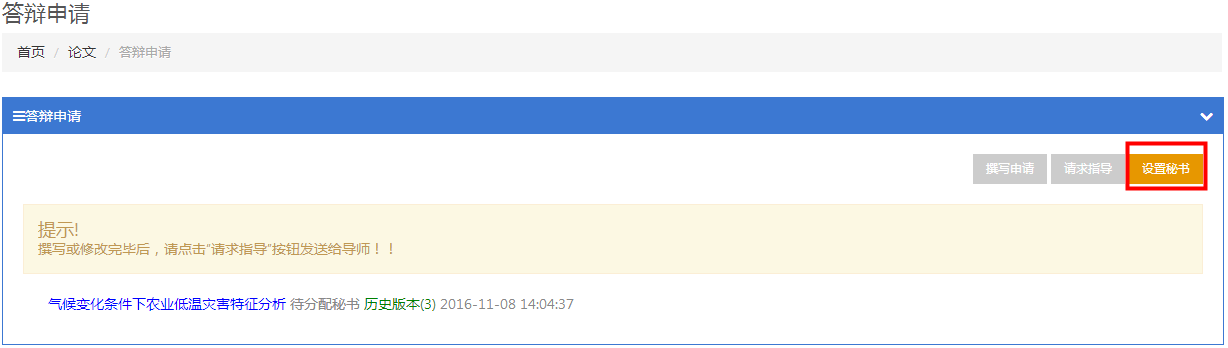 答辩申请
首页 / 论文 / 答辩申请
答辩申请
撰写申请 请求指导 设置秘书
提示!
撰写或修改完毕后，请点击"请求指导"按钮发送给导师！！
气候变化条件下农业低温灾害特征分析 待分配秘书 历史版本(3) 2016-11-08 14:04:37